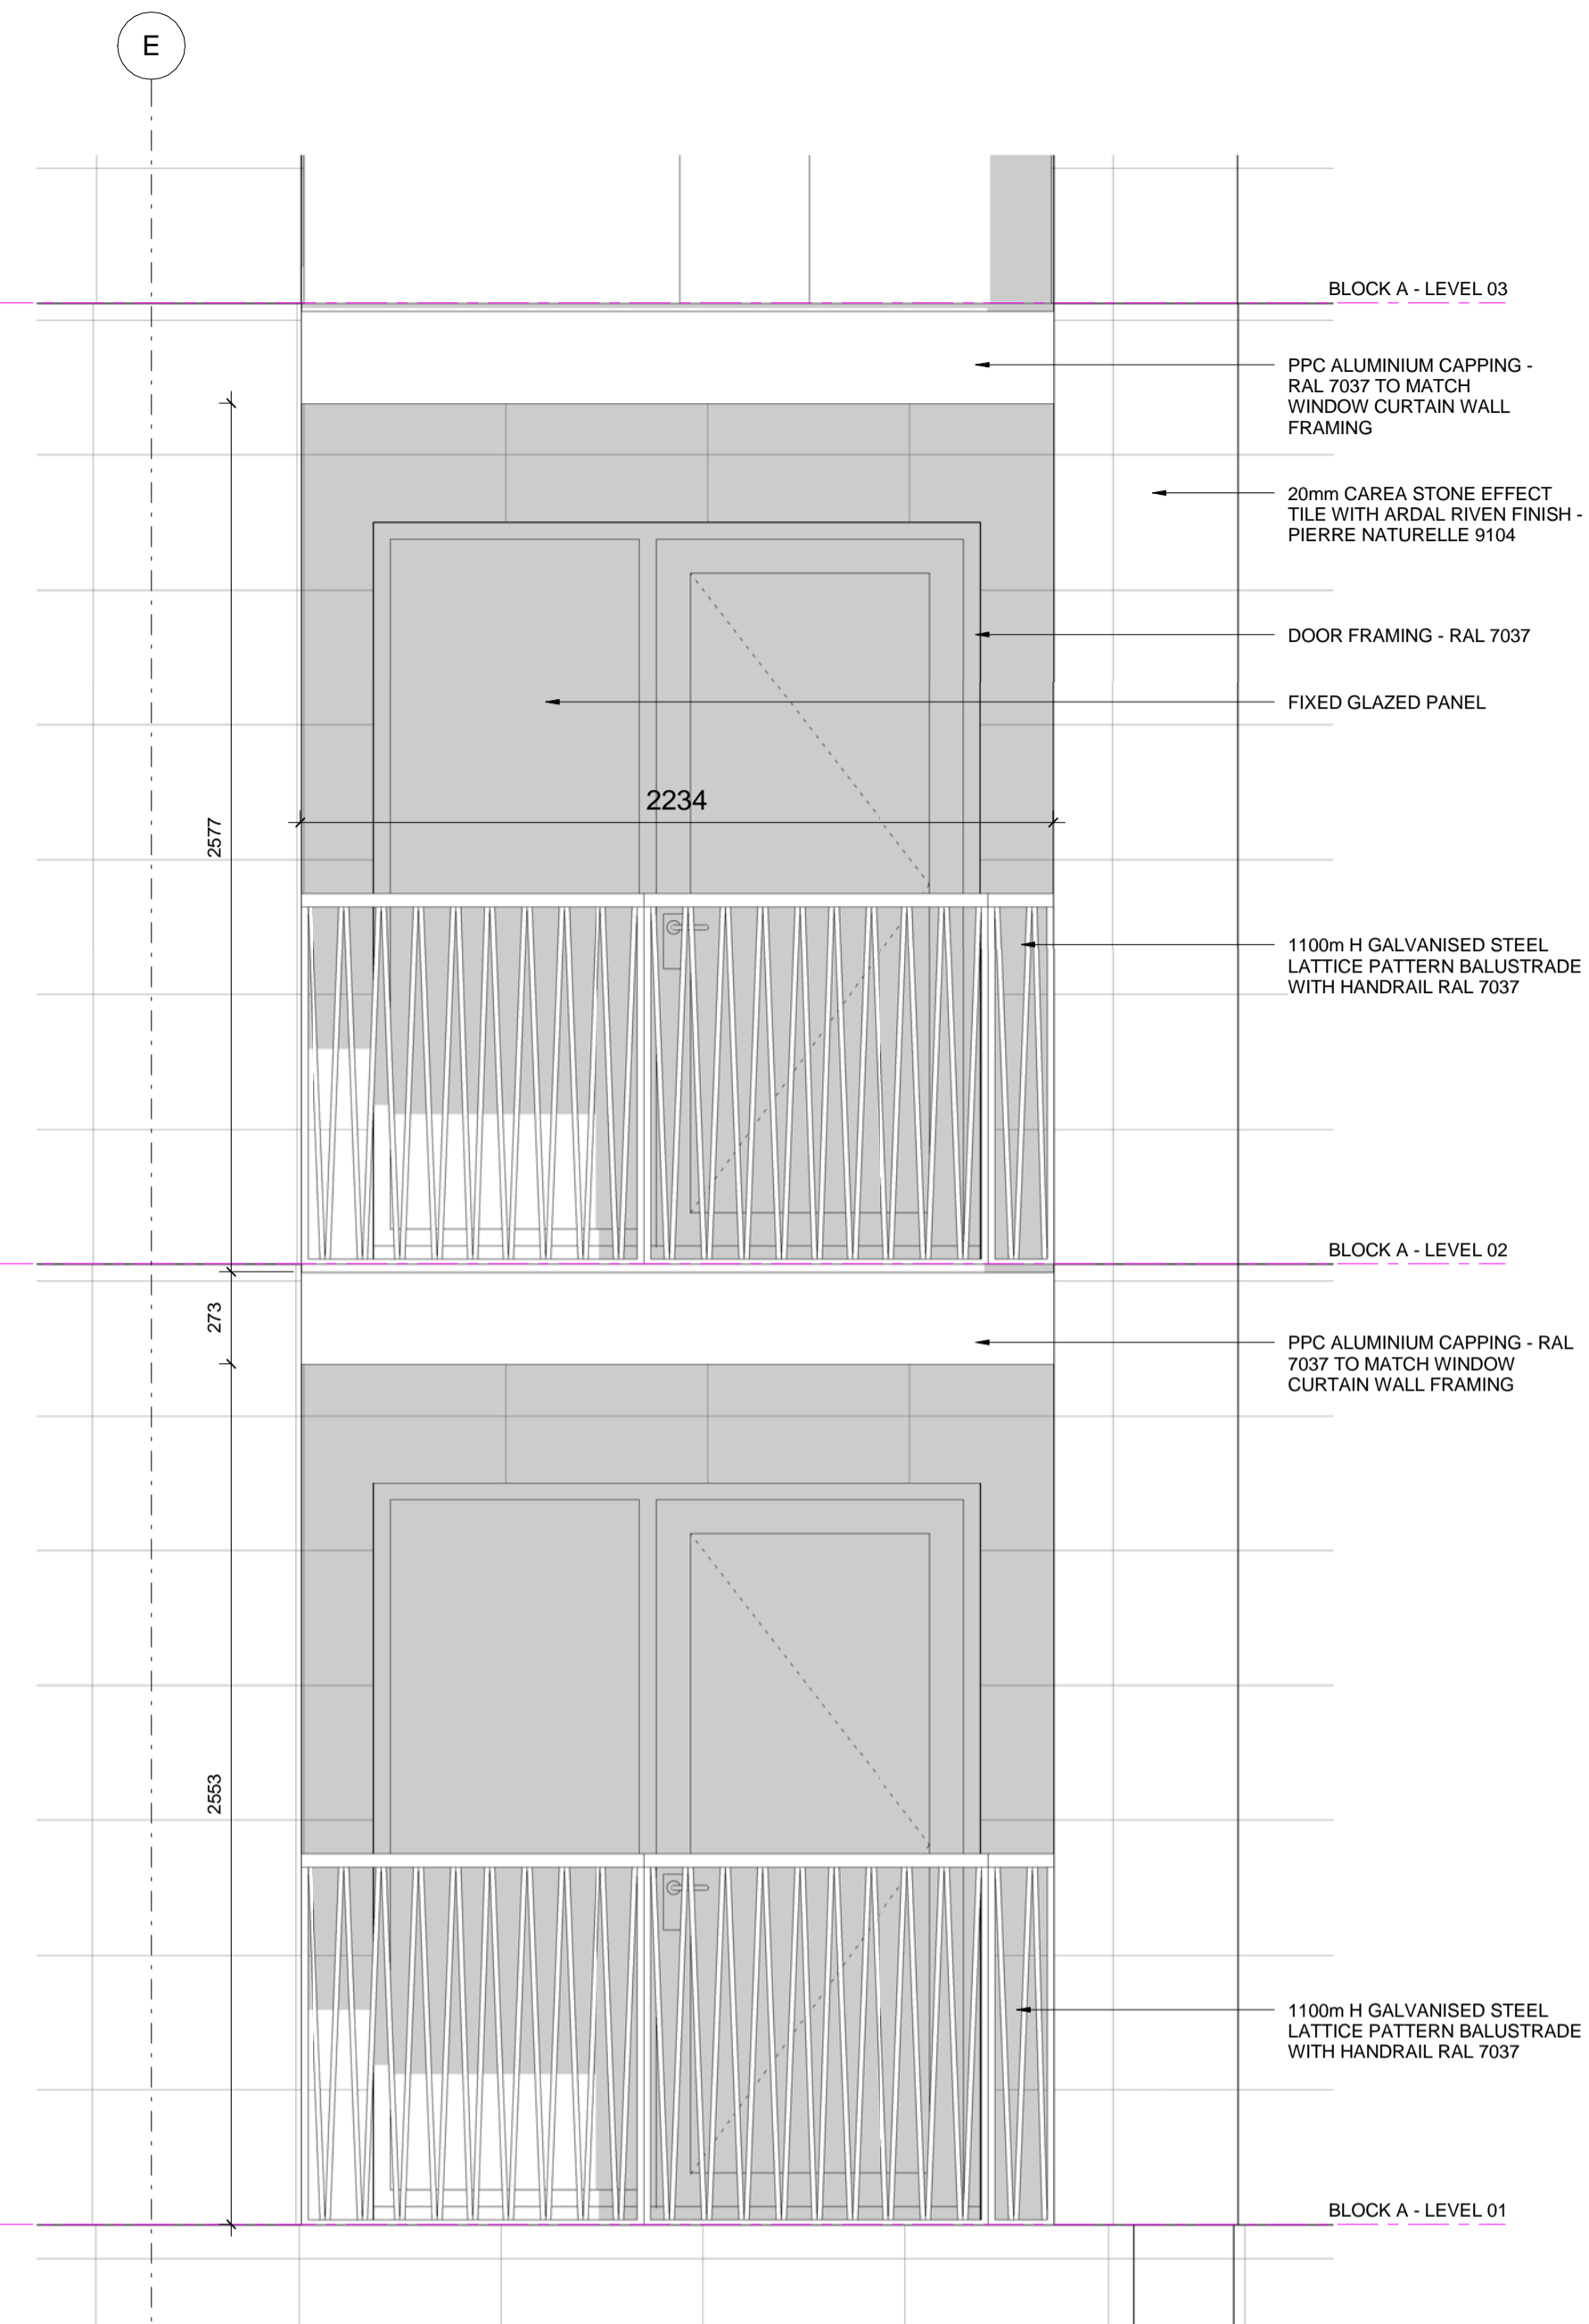 E
BLOCK A - LEVEL 03
PPC ALUMINIUM CAPPING -
RAL 7037 TO MATCH
WINDOW CURTAIN WALL
FRAMING
20mm CAREA STONE EFFECT
TILE WITH ARDAL RIVEN FINISH -
PIERRE NATURELLE 9104
DOOR FRAMING - RAL 7037
FIXED GLAZED PANEL
2234
2577
1100m H GALVANISED STEEL
LATTICE PATTERN BALUSTRADE
WITH HANDRAIL RAL 7037
BLOCK A - LEVEL 02
273
PPC ALUMINIUM CAPPING - RAL
7037 TO MATCH WINDOW
CURTAIN WALL FRAMING
2553
1100m H GALVANISED STEEL
LATTICE PATTERN BALUSTRADE
WITH HANDRAIL RAL 7037
BLOCK A - LEVEL 01